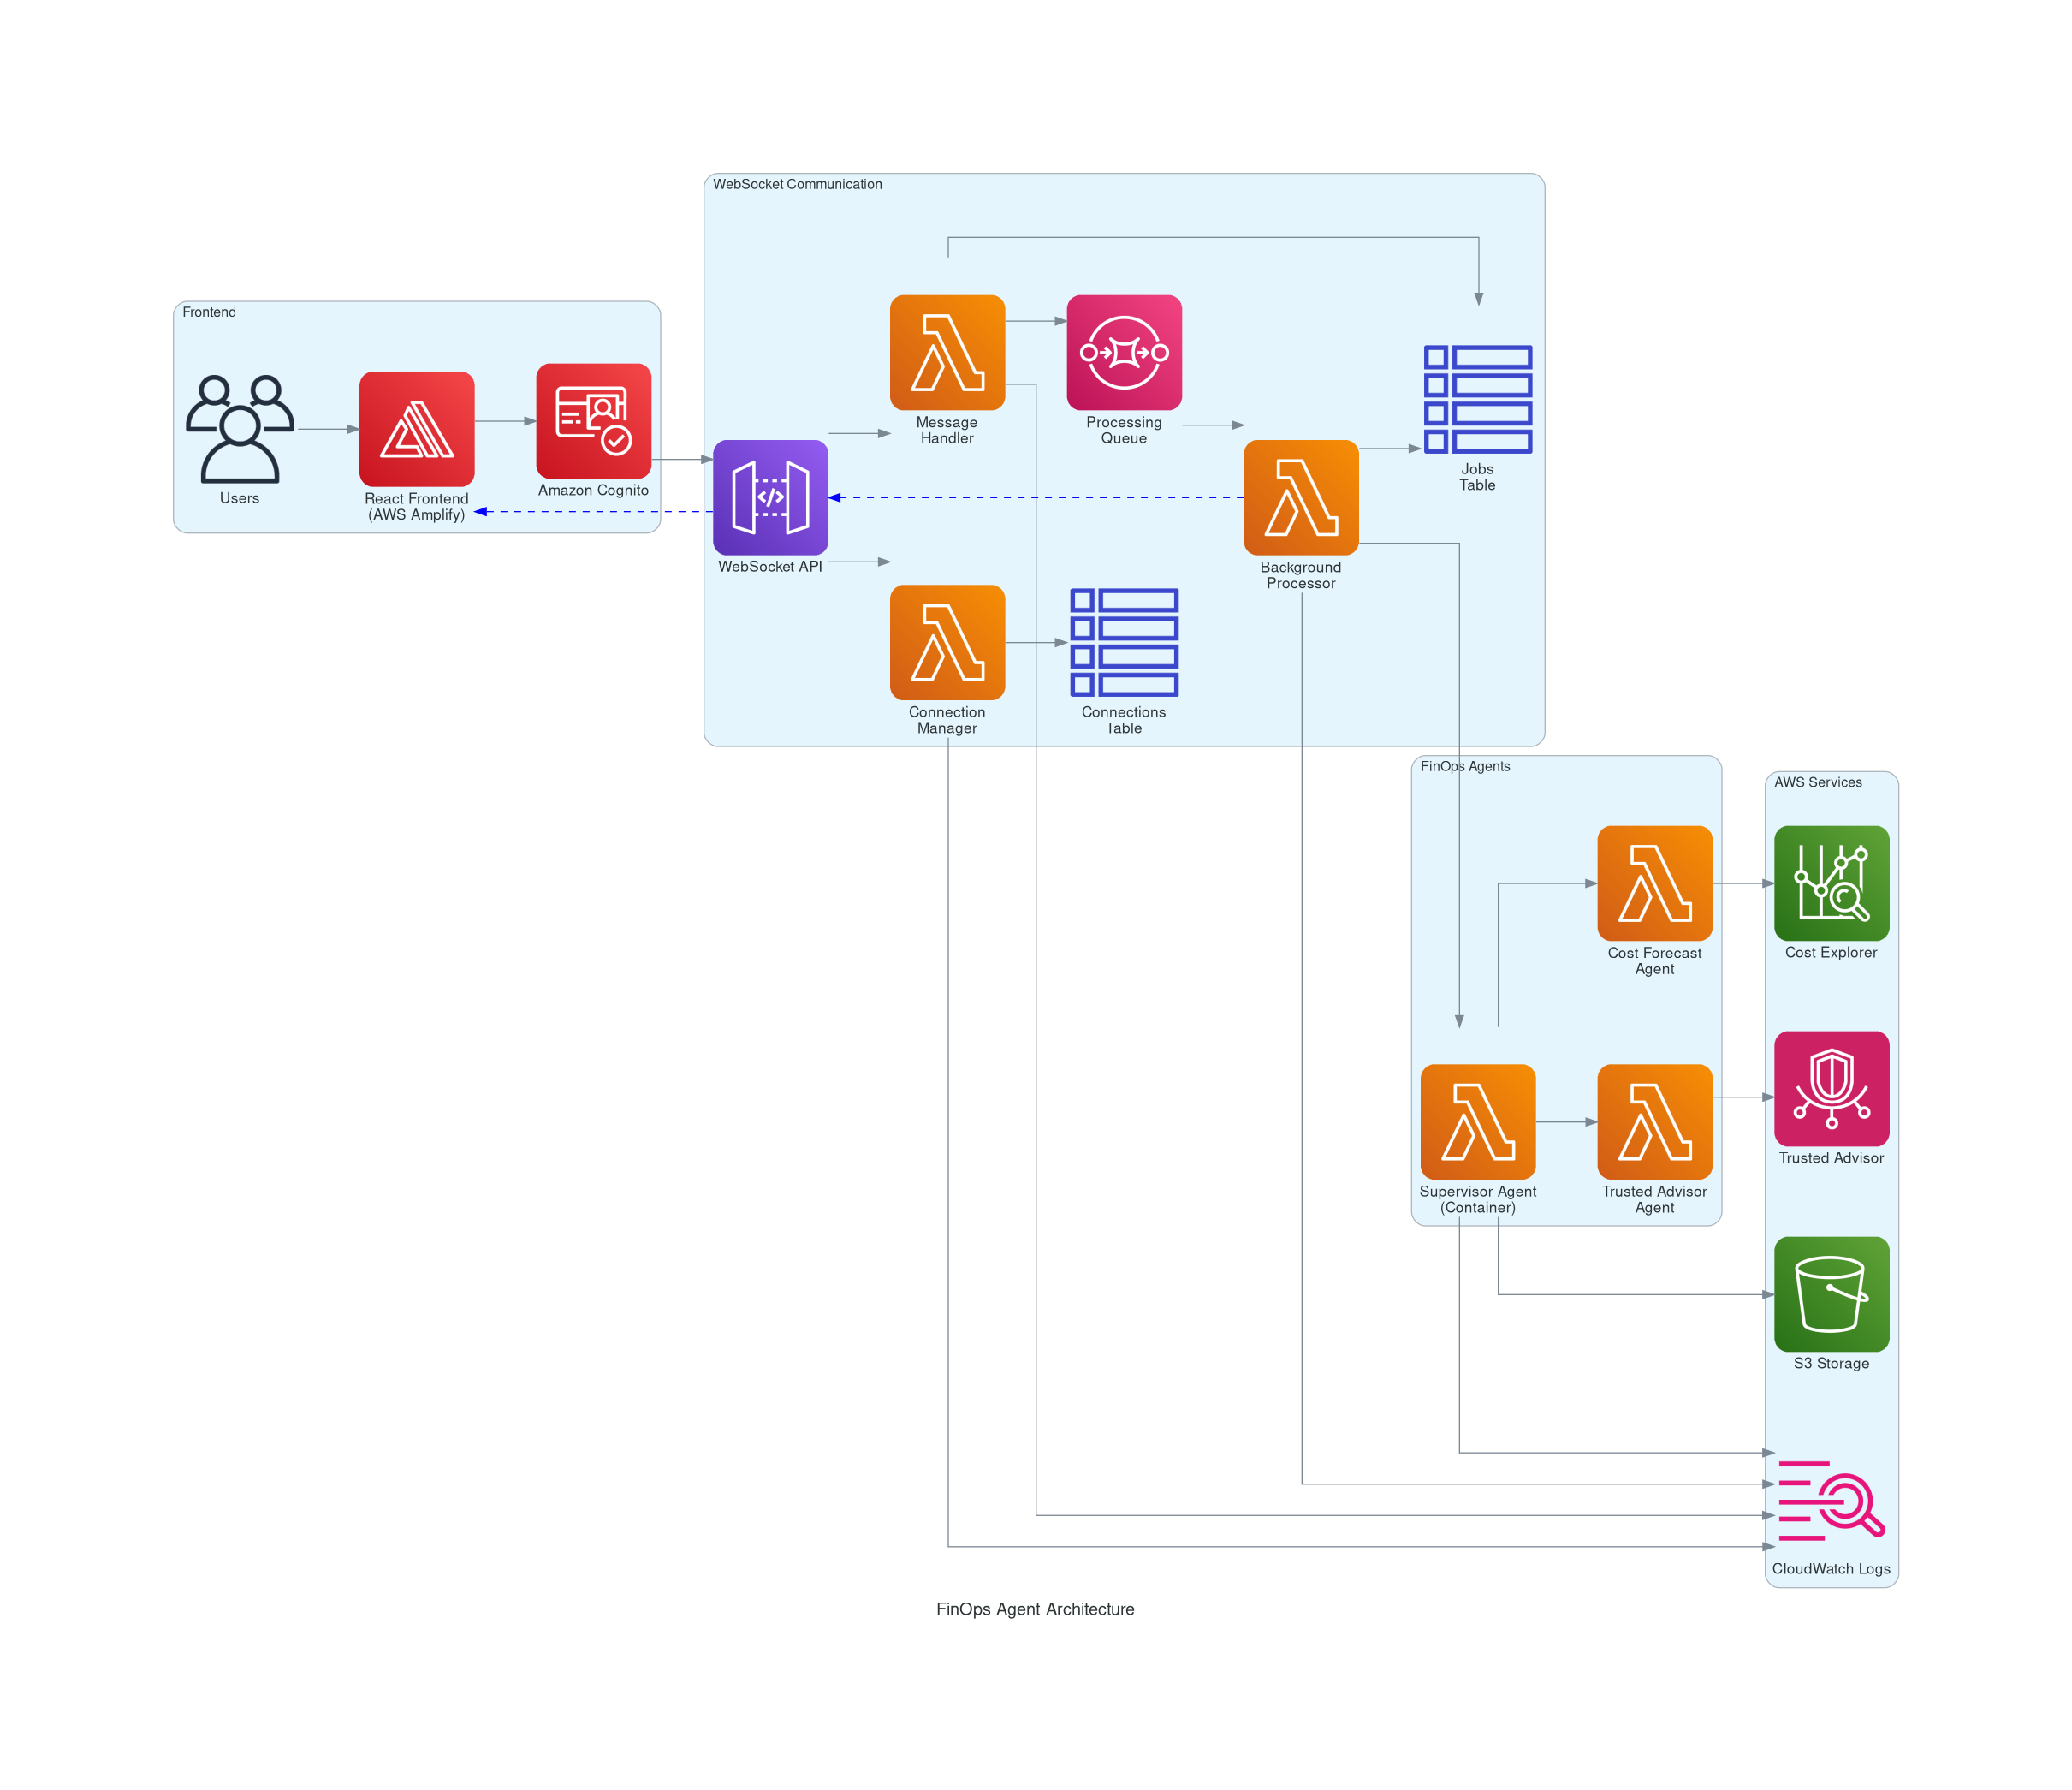 WebSocket Communication
Frontend
Message
Handler
Processing
Queue
Jobs
Table
Users
React Frontend
(AWS Amplify)
Amazon Cognito
WebSocket API
Background
Processor
Connection
Manager
Connections
Table
FinOps Agents
AWS Services
Cost Forecast
Agent
Cost Explorer
Trusted Advisor
Supervisor Agent
(Container)
Trusted Advisor
Agent
S3 Storage
CloudWatch Logs
FinOps Agent Architecture